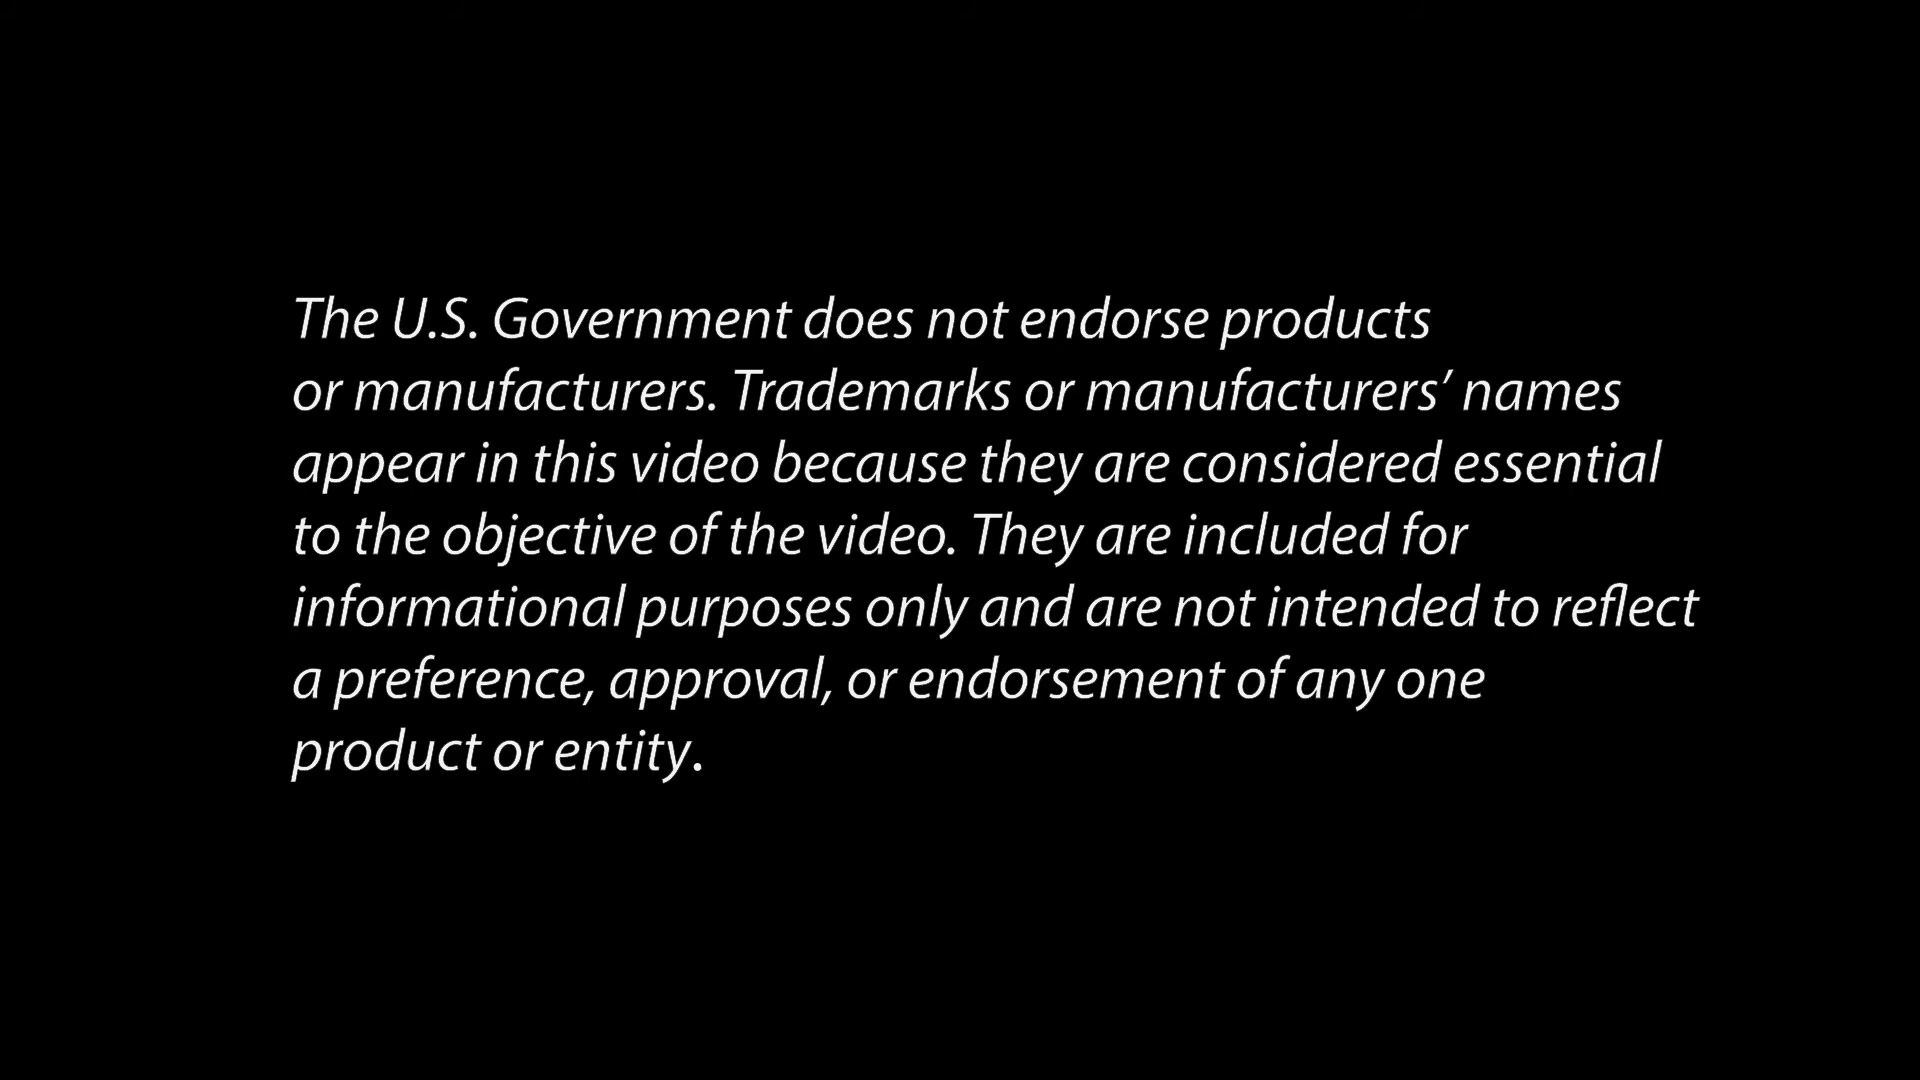 The U.S. Government does not endorse products
or manufacturers. Trademarks or manufacturers’ names
appear in this video because they are considered essential
to the objective of the video. They are included for
informational purposes only and are not intended to reflect
a preference, approval, or endorsement of any one
product or entity.